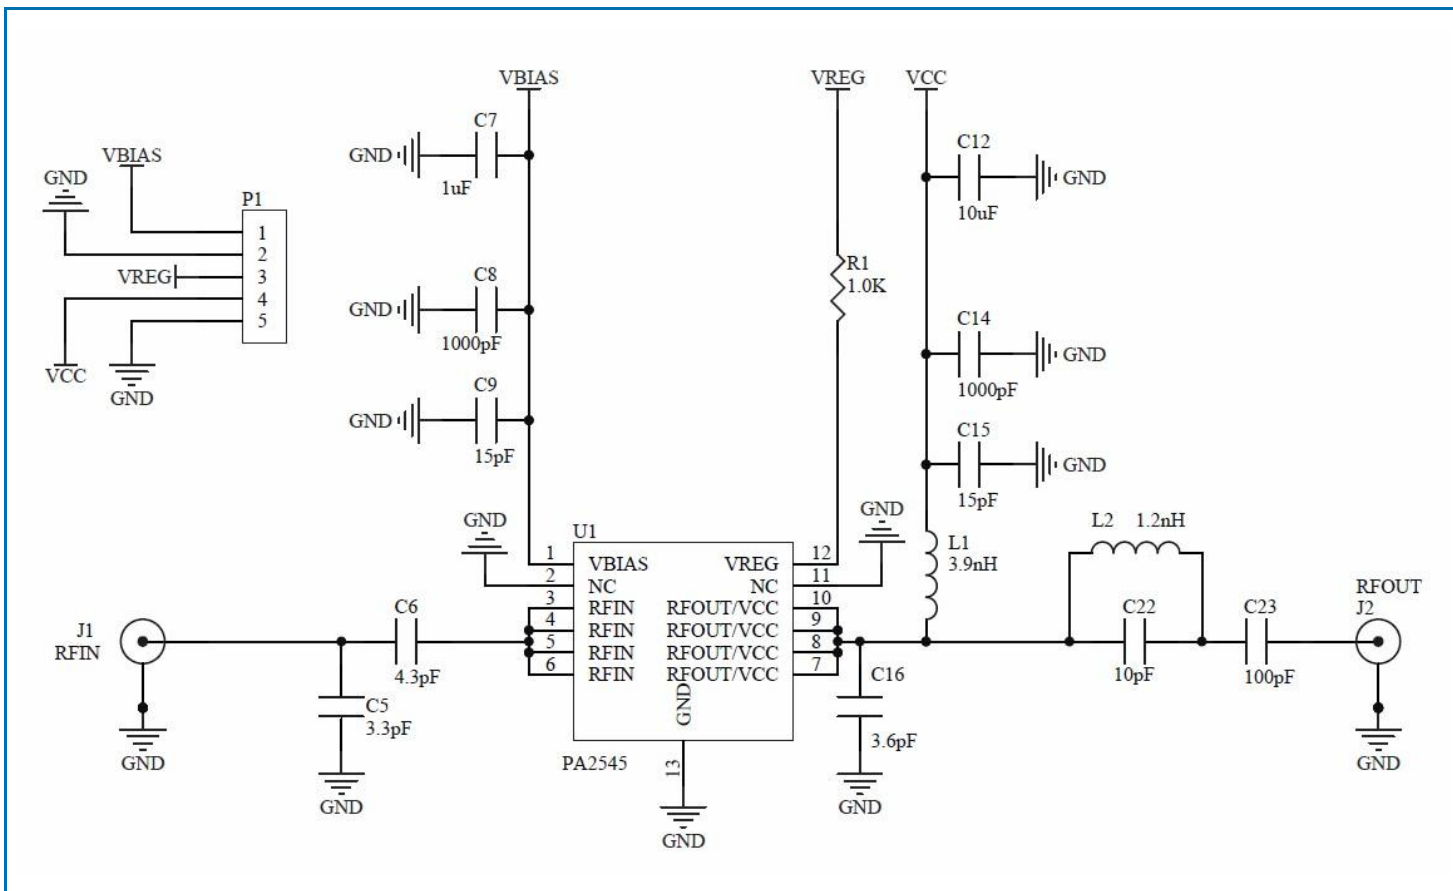 VBIAS
VREG
VCC
C7
GND
1uF
C8
GND
1000pF
C9
GND
15pF
C12
GND
10uF
C14
GND
1000pF
C15
GND
15pF
R1
1.0K
VBIAS
GND
P1
1
2
VREG
3
4
5
VCC
GND
GND
U1
GND
1
VBIAS
VREG
12
2
NC
NC
11
3
RFIN
RFOUT/VCC
10
4
RFIN
RFOUT/VCC
9
5
RFIN
RFOUT/VCC
8
6
RFIN
RFOUT/VCC
7
GND
PA2545
13
GND
J1
RFIN
GND
C6
4.3pF
C5
3.3pF
GND
L1
3.9nH
L2 1.2nH
C16
3.6pF
GND
C22
10pF
C23
100pF
RFOUT
J2
GND